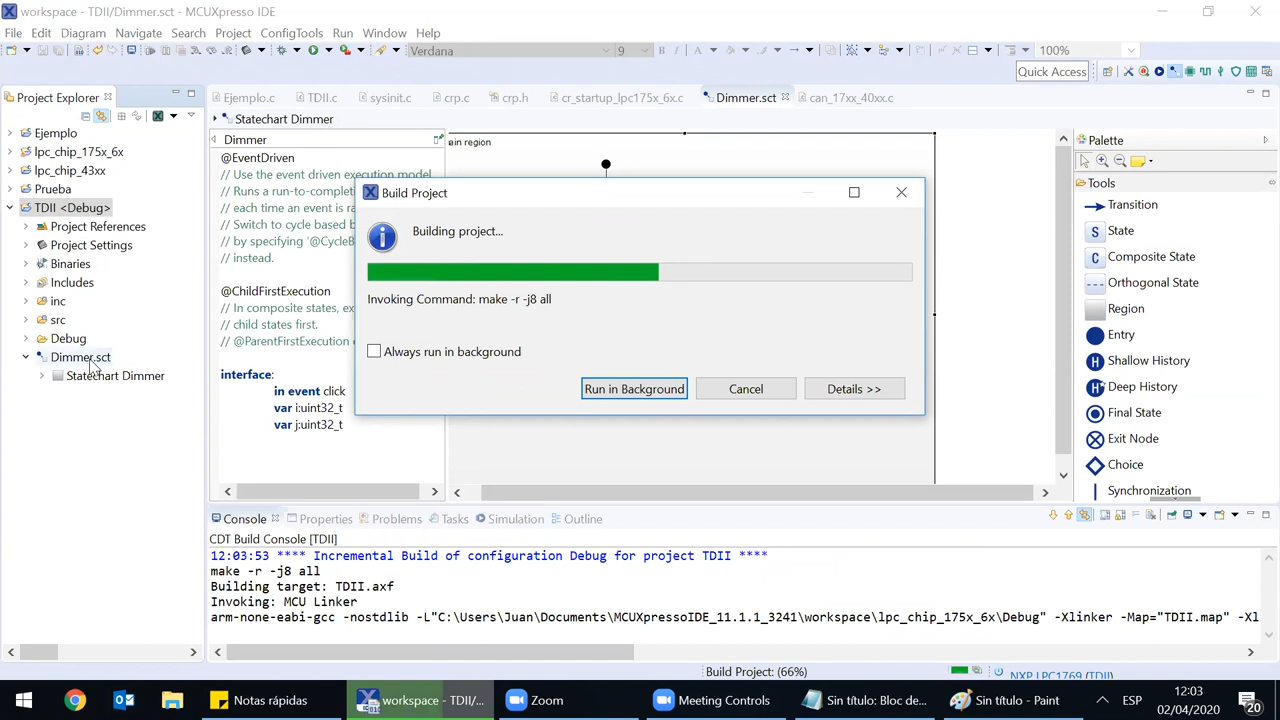 workspace - TDII/Dimmer.sct - MCUXpresso IDE
File Edit Diagram Navigate Search Project ConfigTools Run Window Help
Verdana 9 B I A 100%
Quick Access
Project Explorer
Ejemplo.c TDII.c sysinit.c crp.c crp.h cr_startup_lpc175x_6x.c Dimmer.sct can_17xx_40xx.c
Statechart Dimmer
Ejemplo
lpc_chip_175x_6x
lpc_chip_43xx
Prueba
TDII <Debug>
Project References
Project Settings
Binaries
Includes
inc
src
Debug
Dimmer.sct
Statechart Dimmer
Dimmer
@EventDriven
// Use the event driven execution model
// Runs a run-to-completi
each time an event is ra
// Switch to cycle based b
// by specifying '@CycleB
// instead.
@ChildFirstExecution
// In composite states, ex
// child states first.
// @ParentFirstExecution
interface:
in event click
var i:uint32_t
var j:uint32_t
ain region
Build Project
Building project...
Invoking Command: make -r -j8 all
Always run in background
Run in Background Cancel Details >>
Palette
Tools
Transition
S State
C Composite State
Orthogonal State
Region
Entry
H Shallow History
H* Deep History
Final State
Exit Node
Choice
Synchronization
Console Properties Problems Tasks Simulation Outline
CDT Build Console [TDII]
12:03:53 **** Incremental Build of configuration Debug for project TDII ****
make -r -j8 all
Building target: TDII.axf
Invoking: MCU Linker
arm-none-eabi-gcc -nostdlib -L"C:\Users\Juan\Documents\MCUXpressoIDE_11.1.1_3241\workspace\lpc_chip_175x_6x\Debug" -Xlinker -Map="TDII.map" -Xl
Build Project: (66%)
NXP LPC1769 (TDII)
Notas rápidas
workspace - TDII/...
Zoom
Meeting Controls
Sin título: Bloc de...
Sin título - Paint
ESP
12:03
02/04/2020
20